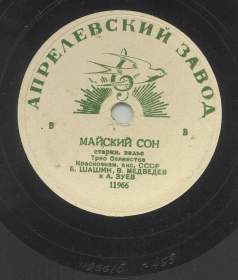 АПРЕЛЕВСКИЙ ЗАВОД
В В
МАЙСКИЙ СОН
старин. вальс
Трио баянистов
Краснознам. анс. СССР
Б. ШАШИН, В. МЕДВЕДЕВ
и А. ЗУЕВ
11966